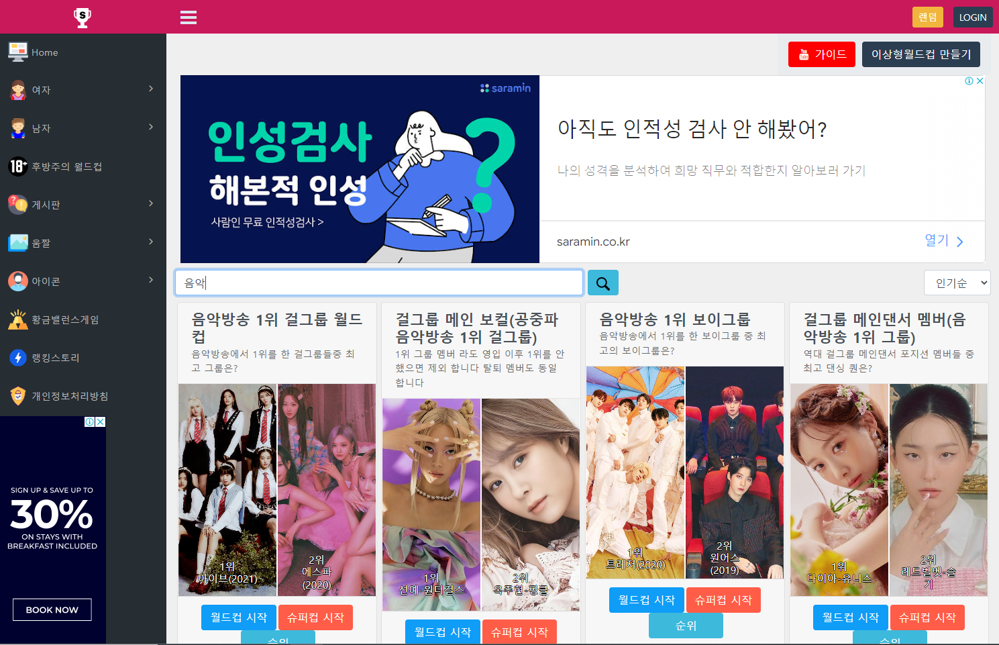 S
랜덤
LOGIN
Home
여자
남자
18+
후방주의 월드컵
게시판
움짤
아이콘
황금밸런스게임
랭킹스토리
개인정보처리방침
SIGN UP & SAVE UP TO
30%
ON STAYS WITH
BREAKFAST INCLUDED
BOOK NOW
가이드
이상형월드컵 만들기
saramin
인성검사
해본적 인성
?
사람인 무료 인적성검사 >
아직도 인적성 검사 안 해봤어?
나의 성격을 분석하여 희망 직무와 적합한지 알아보러 가기
saramin.co.kr
열기
음악
인기순
음악방송 1위 걸그룹 월드
컵
음악방송에서 1위를 한 걸그룹들중 최
고 그룹은?
1위
아이브(2021)
2위
에스파
(2020)
월드컵 시작
슈퍼컵 시작
순위
걸그룹 메인 보컬(공중파
음악방송 1위 걸그룹)
1위 그룹 멤버 라도 영입 이후 1위를 안
했으면 제외 합니다 탈퇴 멤버도 동일
합니다
1위
선예-원더걸스
2위
옥주현-핑클
월드컵 시작
슈퍼컵 시작
음악방송 1위 보이그룹
음악방송에서 1위를 한 보이그룹 중 최
고의 보이그룹은?
1위
트레저(2020)
2위
원어스
(2019)
월드컵 시작
슈퍼컵 시작
순위
걸그룹 메인댄서 멤버(음
악방송 1위 그룹)
역대 걸그룹 메인댄서 포지션 멤버들 중
최고 댄싱 퀸은?
1위
다이아-유니스
2위
레드벨벳-슬
기
월드컵 시작
슈퍼컵 시작
순위